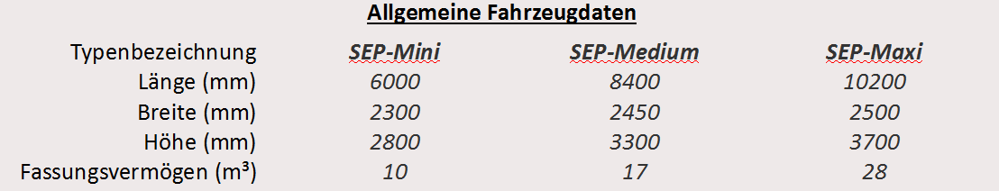 Allgemeine Fahrzeugdaten
Typenbezeichnung SEP-Mini SEP-Medium SEP-Maxi
Länge (mm) 6000 8400 10200
Breite (mm) 2300 2450 2500
Höhe (mm) 2800 3300 3700
Fassungsvermögen (m³) 10 17 28